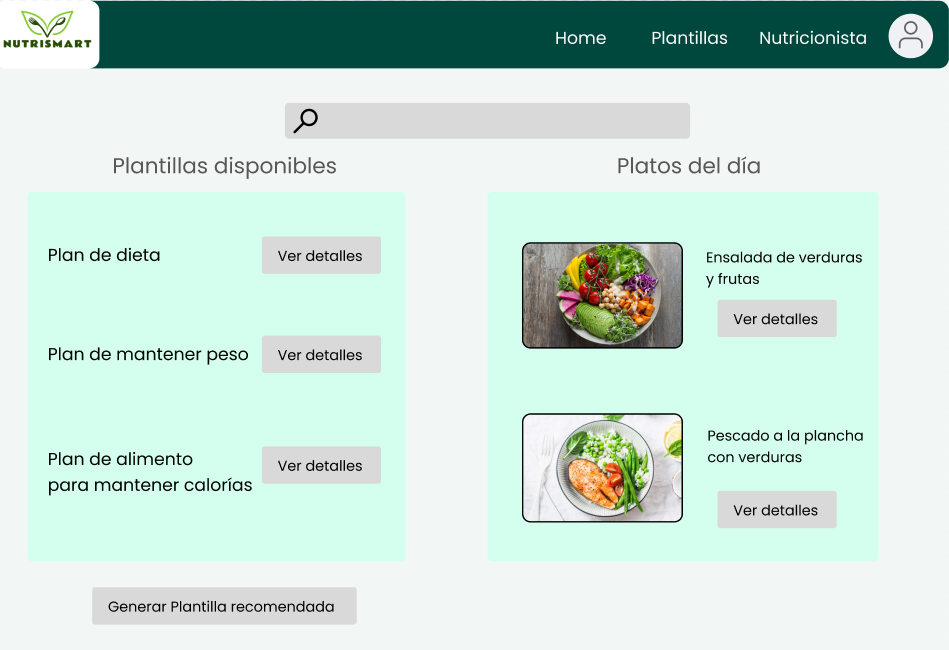 NUTRISMART
Home
Plantillas
Nutricionista
Plantillas disponibles
Plan de dieta
Ver detalles
Plan de mantener peso
Ver detalles
Plan de alimento
para mantener calorías
Ver detalles
Generar Plantilla recomendada
Platos del día
Ensalada de verduras
y frutas
Ver detalles
Pescado a la plancha
con verduras
Ver detalles